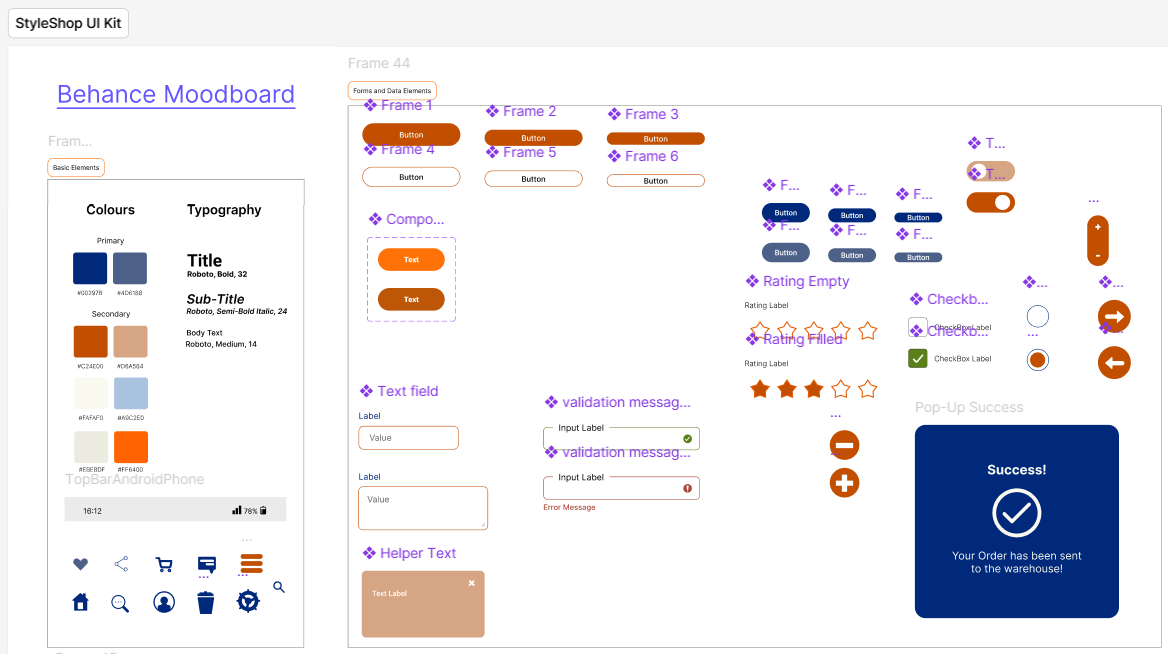 StyleShop UI Kit
Behance Moodboard
Fram...
Basic Elements
Colours
Typography
Primary
#00297B
#4D618B
Title
Roboto, Bold, 32
Sub-Title
Roboto, Semi-Bold Italic, 24
Secondary
Body Text
Roboto, Medium, 14
#C24E00
#D6A584
#FAFAF0
#A9C2E0
#EBEBDF
#FF6400
TopBarAndroidPhone
16:12
78%
...
...
...
Frame 44
Forms and Data Elements
Frame 1
Button
Frame 2
Button
Frame 3
Button
Frame 4
Button
Frame 5
Button
Frame 6
Button
Compo...
Text
Text
F...
Button
F...
Button
F...
Button
F...
Button
F...
Button
F...
Button
T...
T...
...
+
-
Rating Empty
Rating Label
Rating Filled
Rating Label
Checkb...
CheckBox Label
Checkb...
CheckBox Label
...
...
...
Text field
Label
Value
Label
Value
validation messag...
Input Label
validation messag...
Input Label
Error Message
...
Helper Text
Text Label
Pop-Up Success
Success!
Your Order has been sent
to the warehouse!